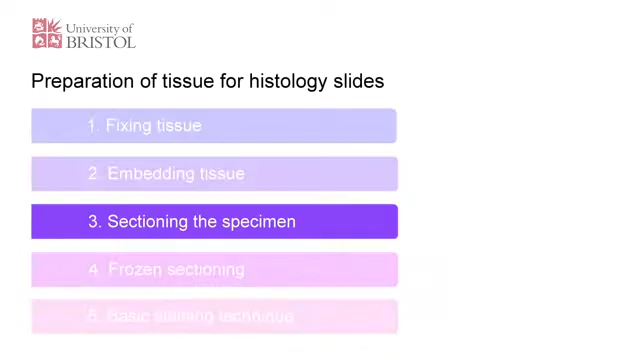 University of
BRISTOL
Preparation of tissue for histology slides
1. Fixing tissue
2. Embedding tissue
3. Sectioning the specimen
4. Frozen sectioning
5. Basic staining technique